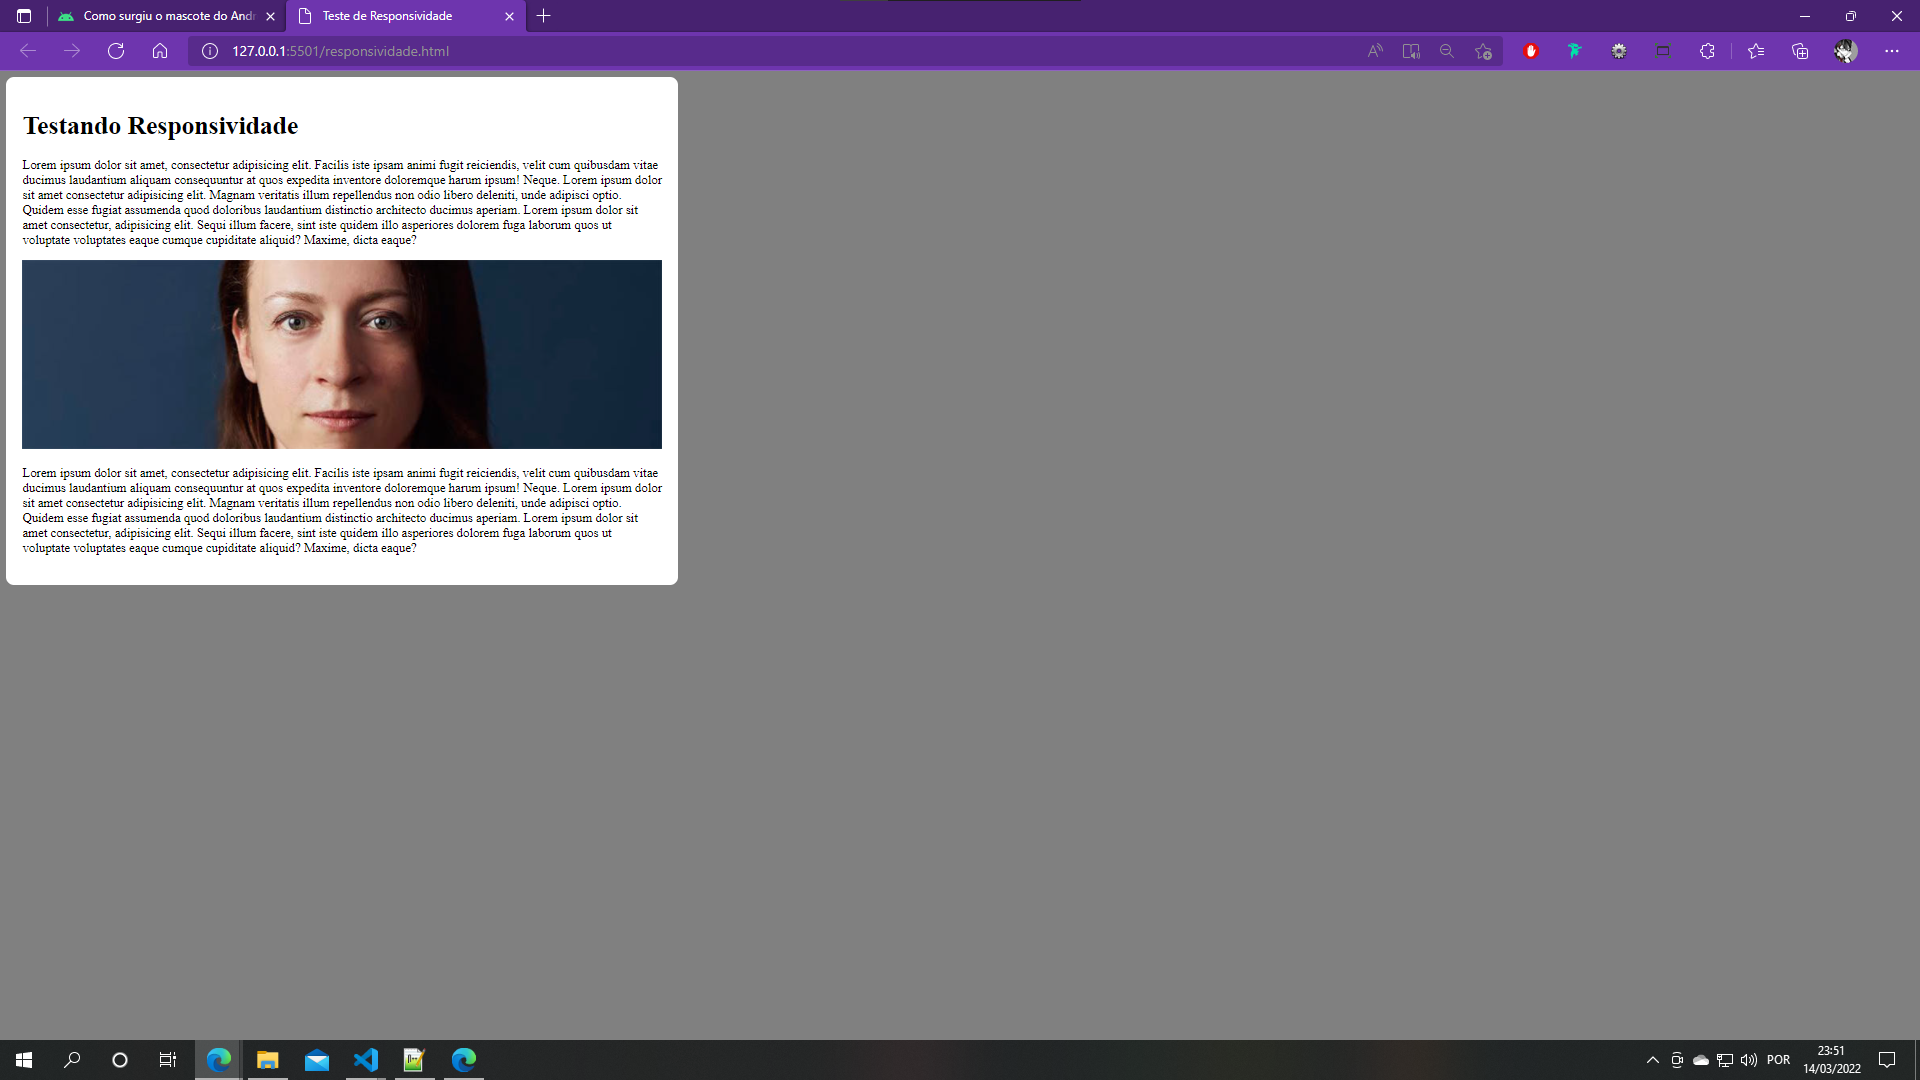 Como surgiu o mascote do Andr
Teste de Responsividade
127.0.0.1:5501/responsividade.html
Testando Responsividade
Lorem ipsum dolor sit amet, consectetur adipisicing elit. Facilis iste ipsam animi fugit reiciendis, velit cum quibusdam vitae
ducimus laudantium aliquam consequuntur at quos expedita inventore doloremque harum ipsum! Neque. Lorem ipsum dolor
sit amet consectetur adipisicing elit. Magnam veritatis illum repellendus non odio libero deleniti, unde adipisci optio.
Quidem esse fugiat assumenda quod doloribus laudantium distinctio architecto ducimus aperiam. Lorem ipsum dolor sit
amet consectetur, adipisicing elit. Sequi illum facere, sint iste quidem illo asperiores dolorem fuga laborum quos ut
voluptate voluptates eaque cumque cupiditate aliquid? Maxime, dicta eaque?
Lorem ipsum dolor sit amet, consectetur adipisicing elit. Facilis iste ipsam animi fugit reiciendis, velit cum quibusdam vitae
ducimus laudantium aliquam consequuntur at quos expedita inventore doloremque harum ipsum! Neque. Lorem ipsum dolor
sit amet consectetur adipisicing elit. Magnam veritatis illum repellendus non odio libero deleniti, unde adipisci optio.
Quidem esse fugiat assumenda quod doloribus laudantium distinctio architecto ducimus aperiam. Lorem ipsum dolor sit
amet consectetur, adipisicing elit. Sequi illum facere, sint iste quidem illo asperiores dolorem fuga laborum quos ut
voluptate voluptates eaque cumque cupiditate aliquid? Maxime, dicta eaque?
POR
23:51
14/03/2022